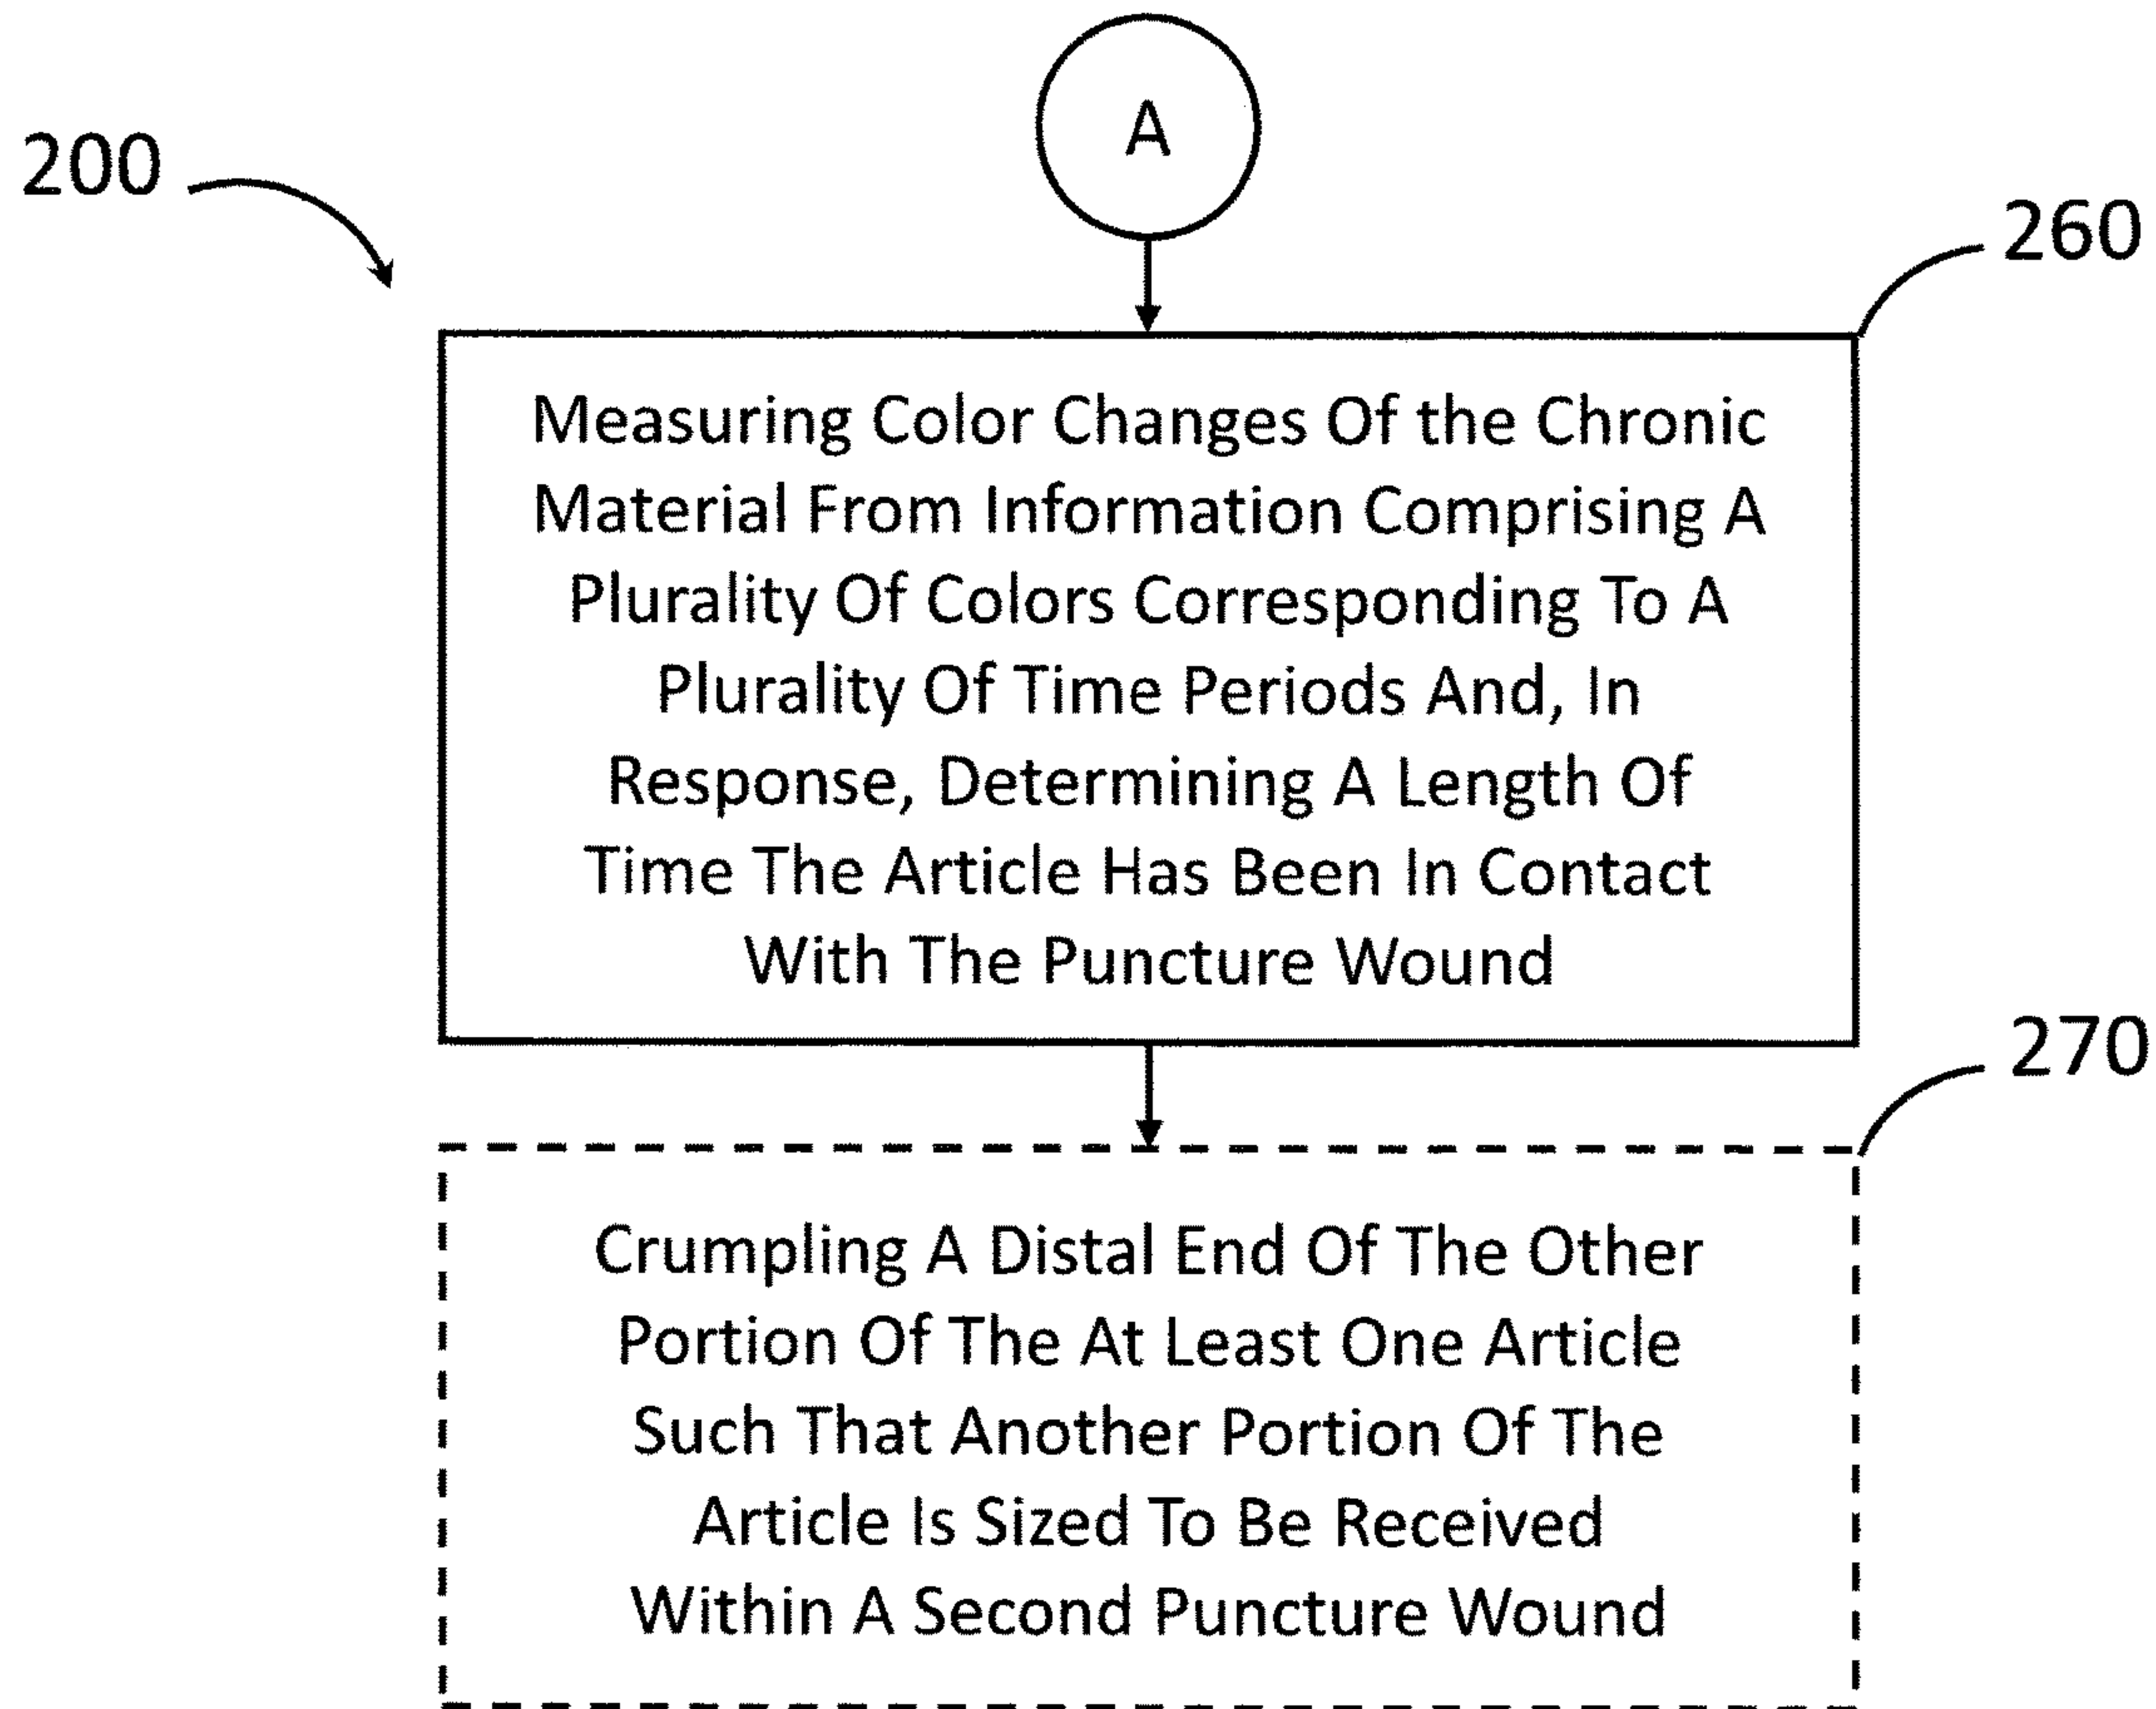 A
200
260
Measuring Color Changes Of the Chronic
Material From Information Comprising A
Plurality Of Colors Corresponding To A
Plurality Of Time Periods And, In
Response, Determining A Length Of
Time The Article Has Been In Contact
With The Puncture Wound
270
Crumpling A Distal End Of The Other
Portion Of The At Least One Article
Such That Another Portion Of The
Article Is Sized To Be Received
Within A Second Puncture Wound